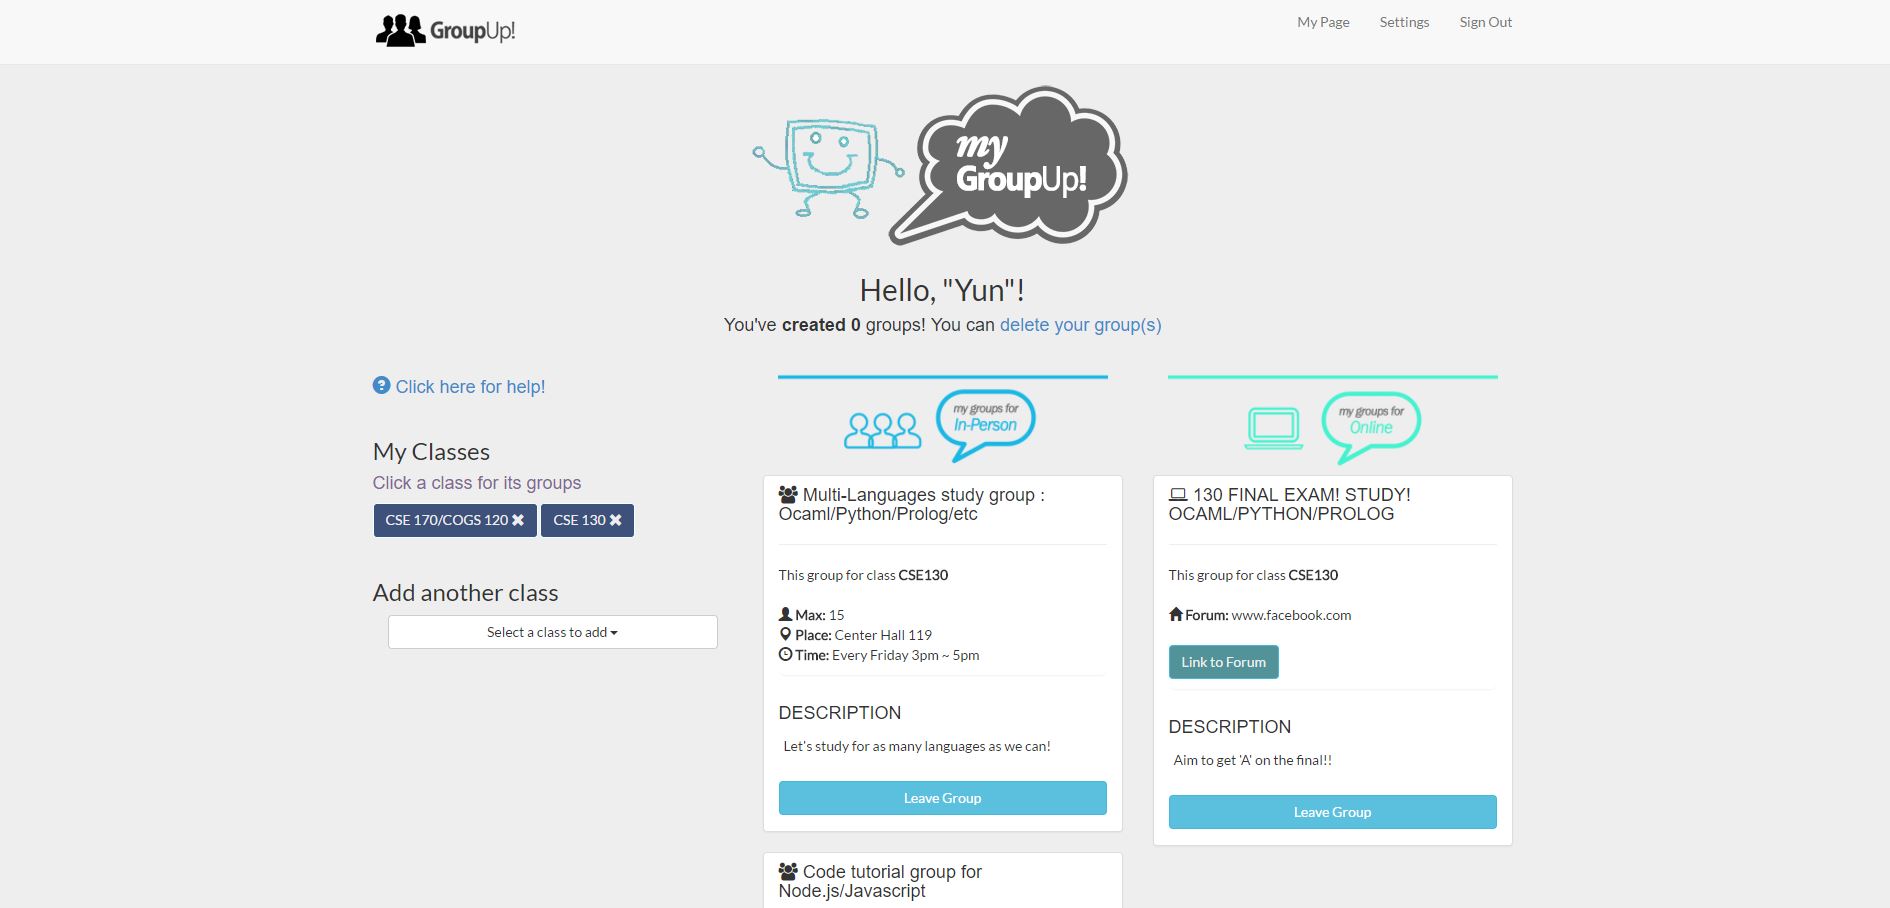 GroupUp!
My Page Settings Sign Out
my
GroupUp!
Hello, "Yun"!
You've created 0 groups! You can delete your group(s)
Click here for help!
My Classes
Click a class for its groups
CSE 170/COGS 120 ✖ CSE 130 ✖
Add another class
Select a class to add
my groups for
In-Person
Multi-Languages study group :
Ocaml/Python/Prolog/etc
This group for class CSE130
Max: 15
Place: Center Hall 119
Time: Every Friday 3pm ~ 5pm
DESCRIPTION
Let's study for as many languages as we can!
Leave Group
Code tutorial group for
Node.js/Javascript
my groups for
Online
130 FINAL EXAM! STUDY!
OCAML/PYTHON/PROLOG
This group for class CSE130
Forum: www.facebook.com
Link to Forum
DESCRIPTION
Aim to get 'A' on the final!!
Leave Group